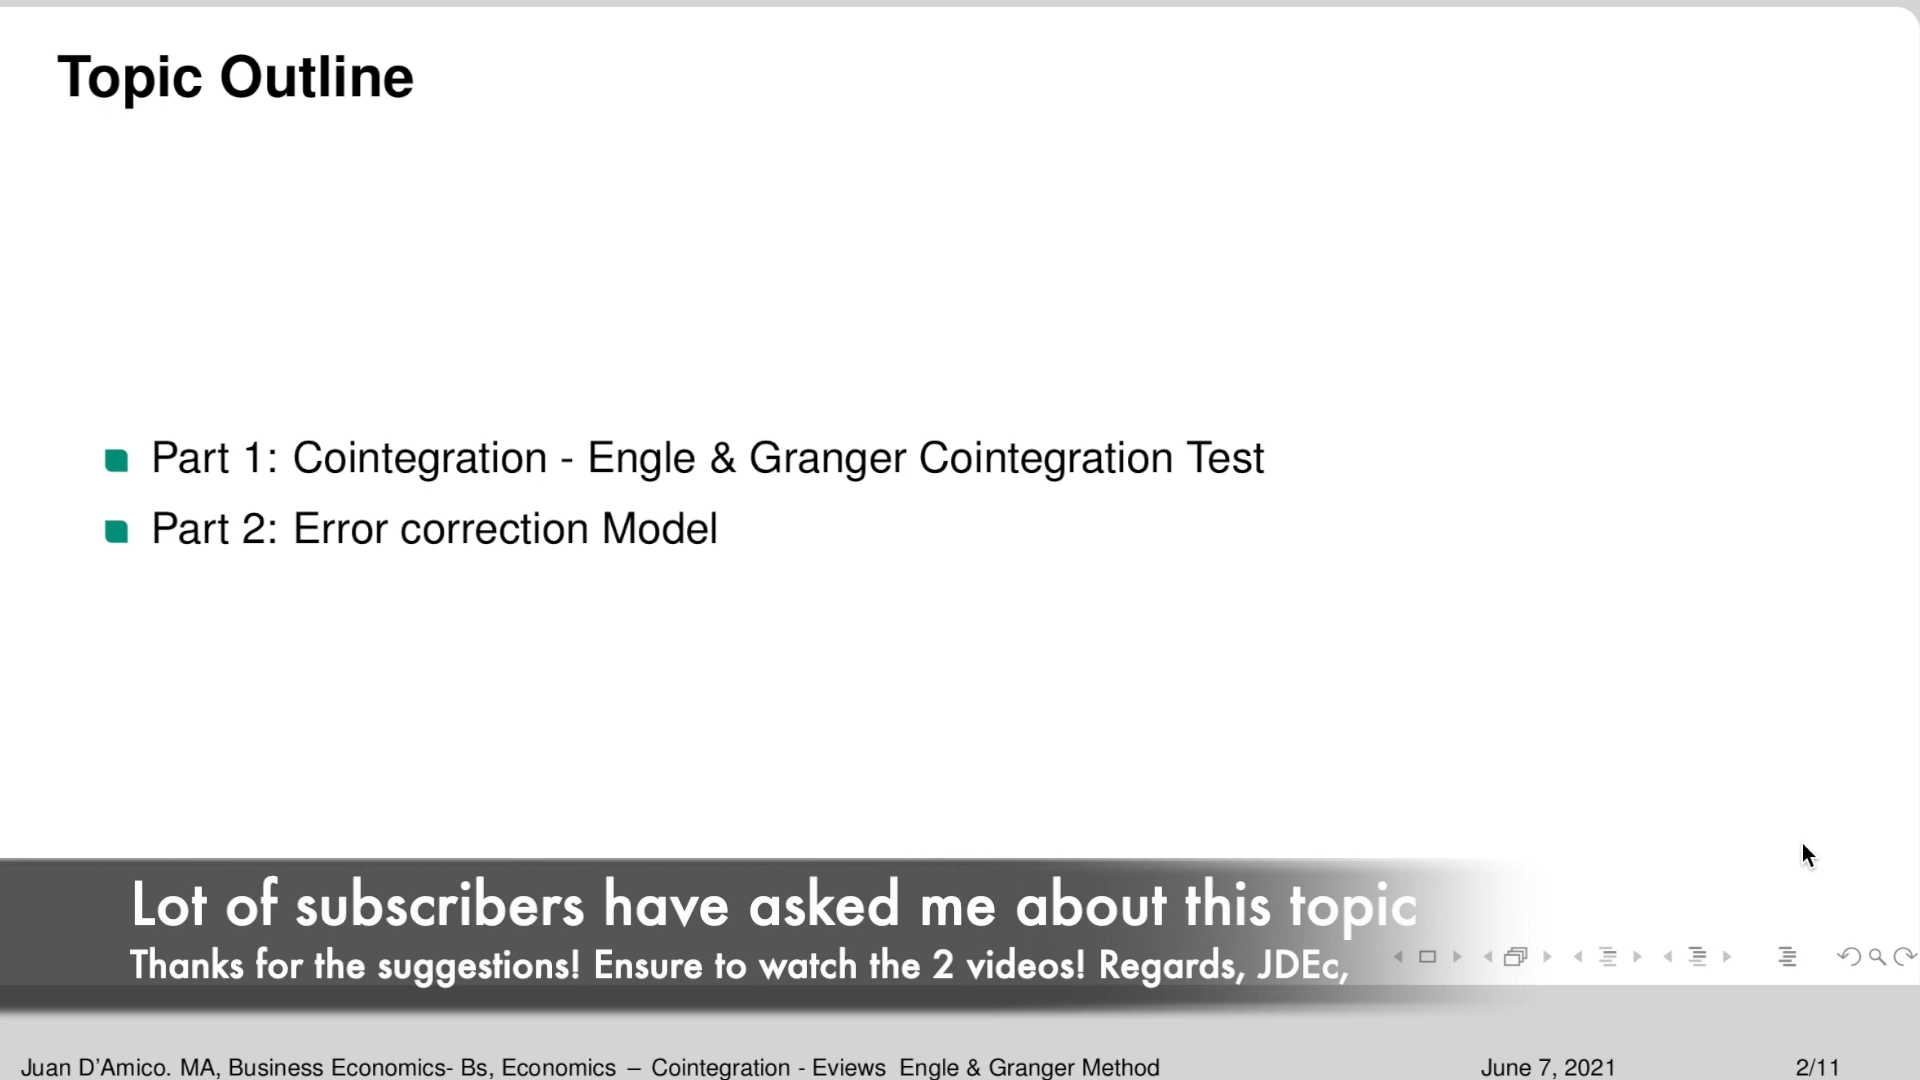 Topic Outline
Part 1: Cointegration - Engle & Granger Cointegration Test
Part 2: Error correction Model
Lot of subscribers have asked me about this topic
Thanks for the suggestions! Ensure to watch the 2 videos! Regards, JDEc,
Juan D'Amico. MA, Business Economics- Bs, Economics – Cointegration - Eviews Engle & Granger Method June 7, 2021 2/11